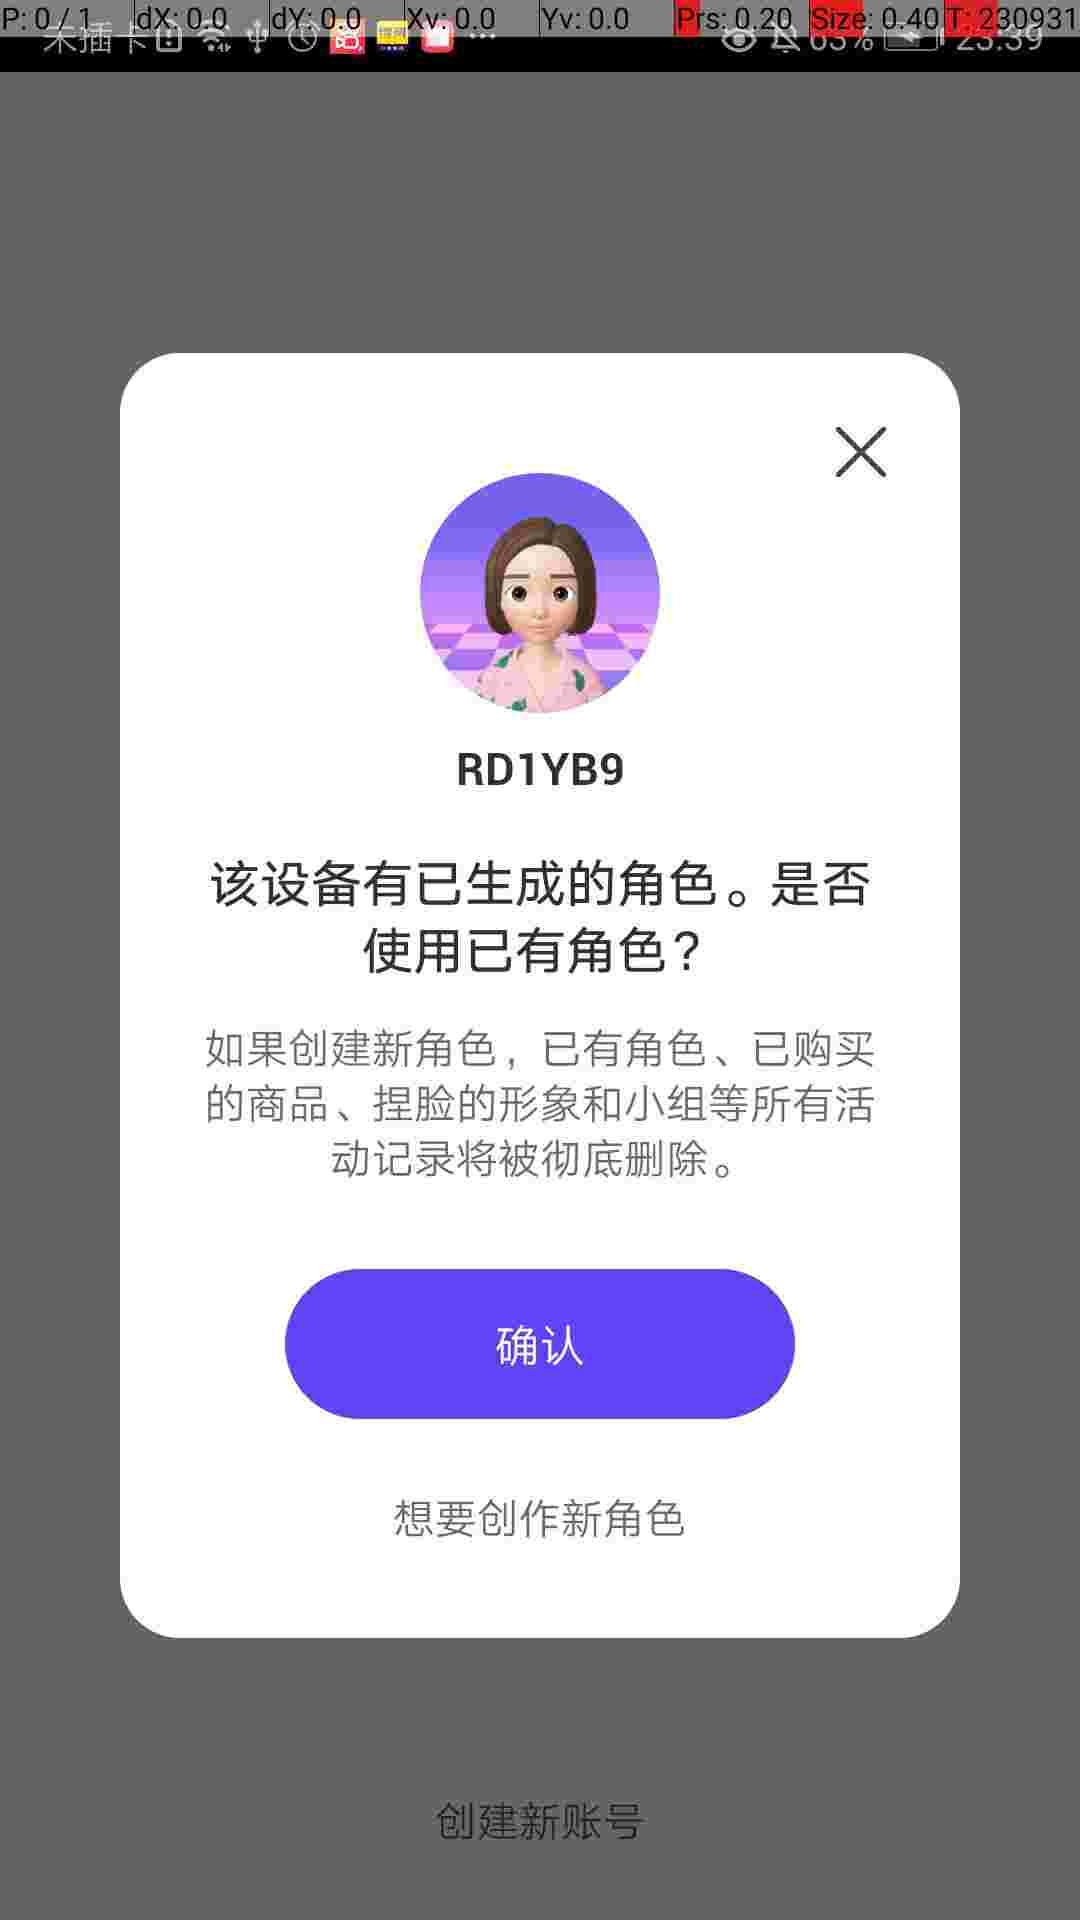 P: 0 / 1 dX: 0.0 dY: 0.0 Xv: 0.0 Yv: 0.0 Prs: 0.20 Size: 0.40 T: 230931
未插卡 63% 23:39
RD1YB9
该设备有已生成的角色。是否
使用已有角色？
如果创建新角色，已有角色、已购买
的商品、捏脸的形象和小组等所有活
动记录将被彻底删除。
确认
想要创作新角色
创建新账号